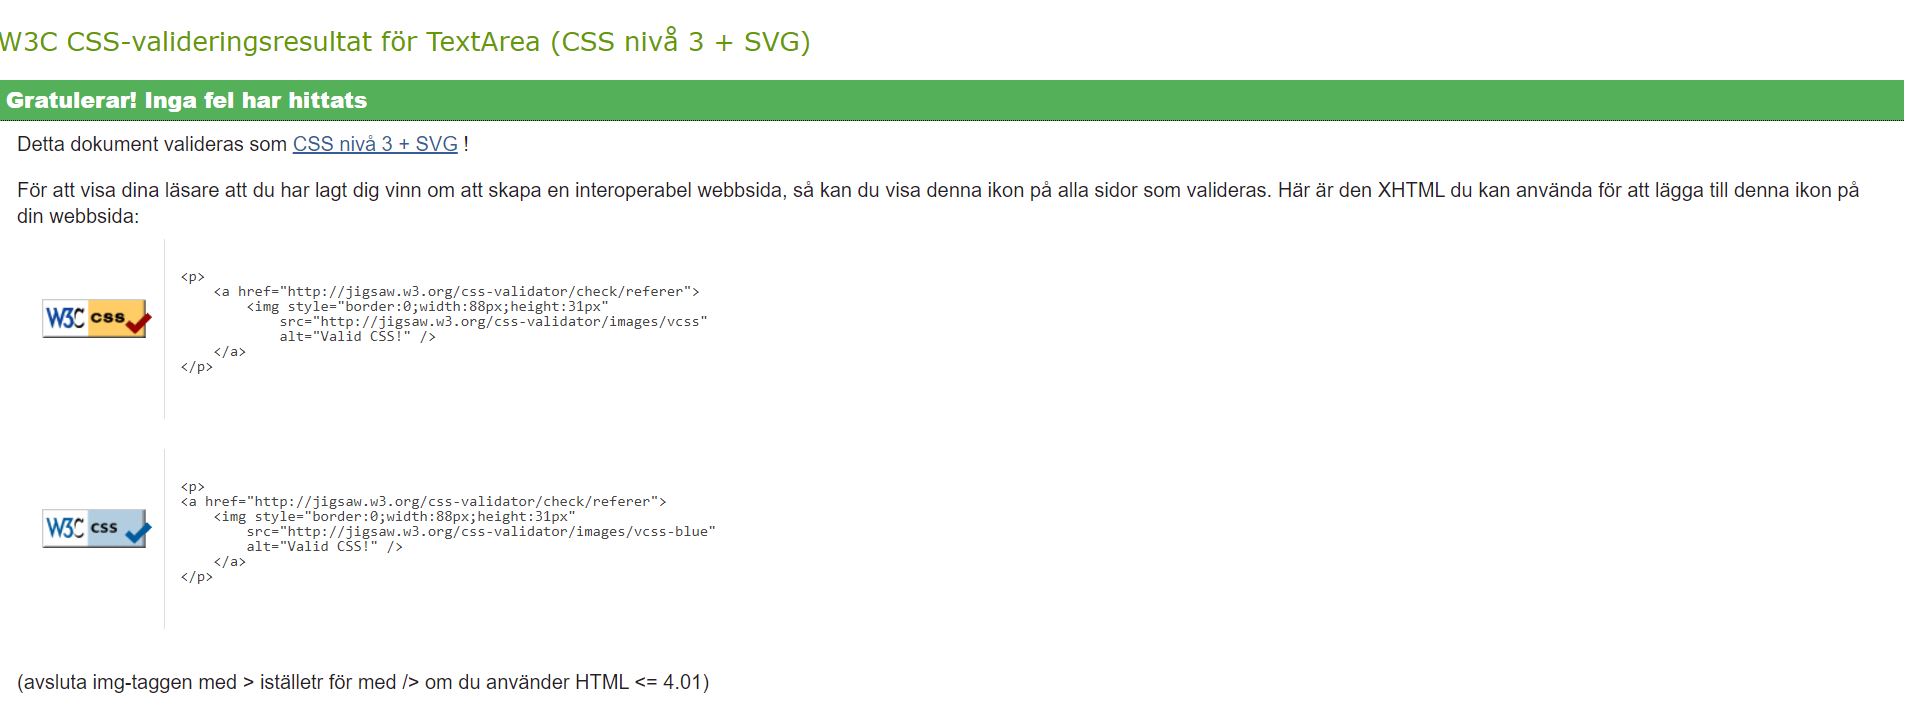 W3C CSS-valideringsresultat för TextArea (CSS nivå 3 + SVG)
Gratulerar! Inga fel har hittats
Detta dokument valideras som CSS nivå 3 + SVG !
För att visa dina läsare att du har lagt dig vinn om att skapa en interoperabel webbsida, så kan du visa denna ikon på alla sidor som valideras. Här är den XHTML du kan använda för att lägga till denna ikon på
din webbsida:
W3C css
<p>
    <a href="http://jigsaw.w3.org/css-validator/check/referer">
        <img style="border:0;width:88px;height:31px"
            src="http://jigsaw.w3.org/css-validator/images/vcss"
            alt="Valid CSS!" />
    </a>
</p>
W3C css
<p>
<a href="http://jigsaw.w3.org/css-validator/check/referer">
    <img style="border:0;width:88px;height:31px"
        src="http://jigsaw.w3.org/css-validator/images/vcss-blue"
        alt="Valid CSS!" />
    </a>
</p>
(avsluta img-taggen med > iställetr för med /> om du använder HTML <= 4.01)